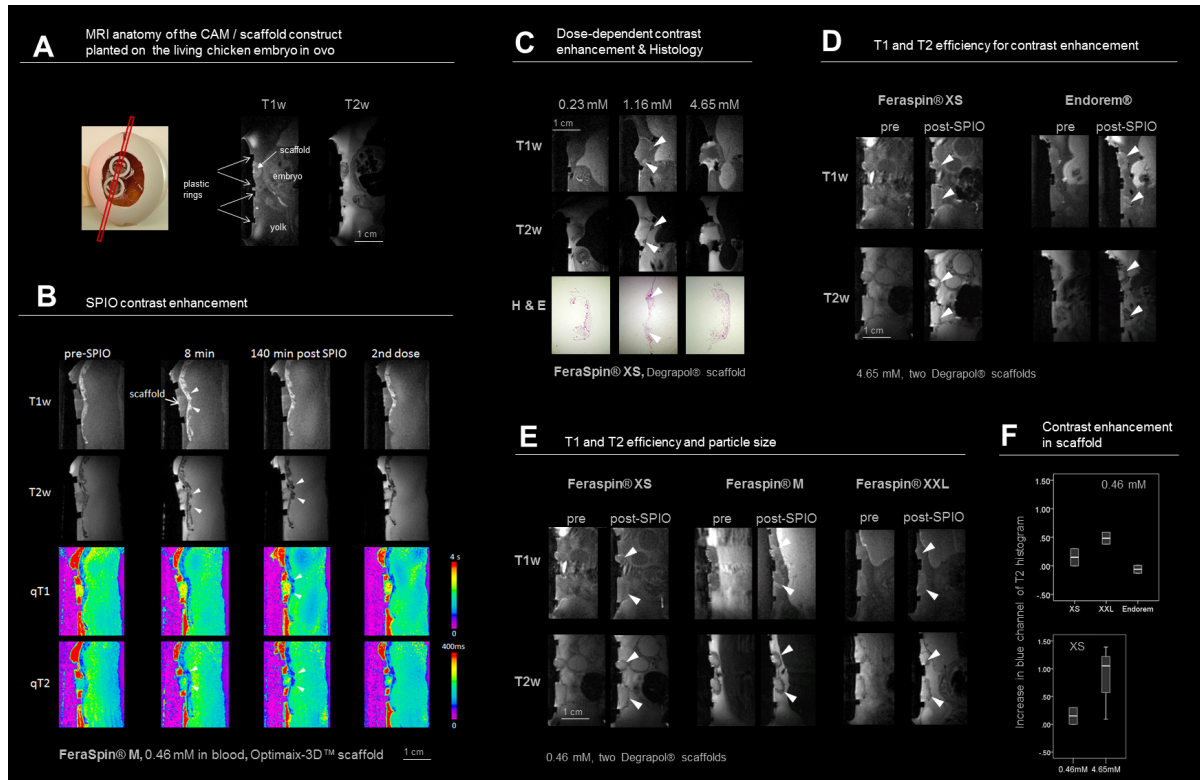 A
MRI anatomy of the CAM / scaffold construct
planted on the living chicken embryo in ovo
T1w T2w
scaffold
embryo
plastic
rings
yolk
1 cm
B
SPIO contrast enhancement
pre-SPIO 8 min 140 min post SPIO 2nd dose
T1w
scaffold
T2w
qT1
4 s
0
qT2
400ms
0
FeraSpin® M, 0.46 mM in blood, Optimaix-3D™ scaffold
1 cm
C
Dose-dependent contrast
enhancement & Histology
0.23 mM 1.16 mM 4.65 mM
1 cm
T1w
T2w
H & E
FeraSpin® XS, Degrapol® scaffold
D
T1 and T2 efficiency for contrast enhancement
Feraspin® XS Endorem®
pre post-SPIO pre post-SPIO
T1w
T2w
1 cm
4.65 mM, two Degrapol® scaffolds
E
T1 and T2 efficiency and particle size
Feraspin® XS Feraspin® M Feraspin® XXL
pre post-SPIO pre post-SPIO pre post-SPIO
T1w
T2w
1 cm
0.46 mM, two Degrapol® scaffolds
F
Contrast enhancement
in scaffold
Increase in blue channel of T2 histogram
0.46 mM
1.50
1.00
.50
.00
-.50
XS XXL Endorem
XS
1.50
1.00
.50
.00
-.50
0.46mM 4.65mM